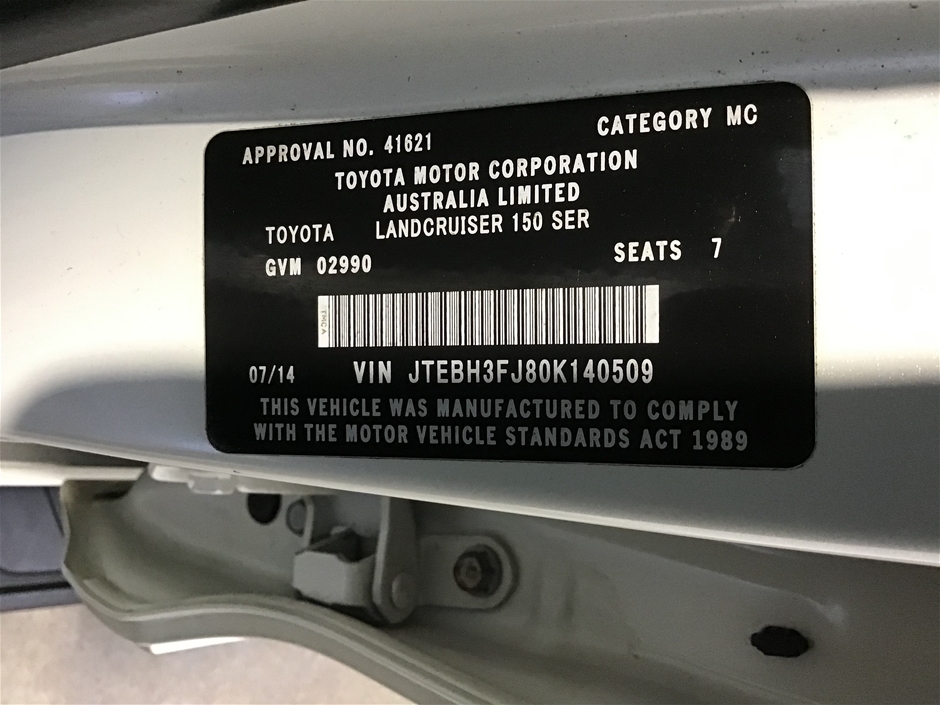 APPROVAL NO. 41621 CATEGORY MC
TOYOTA MOTOR CORPORATION
AUSTRALIA LIMITED
TOYOTA LANDCRUISER 150 SER
GVM 02990 SEATS 7
TMCA
07/14 VIN JTEBH3FJ80K140509
THIS VEHICLE WAS MANUFACTURED TO COMPLY
WITH THE MOTOR VEHICLE STANDARDS ACT 1989